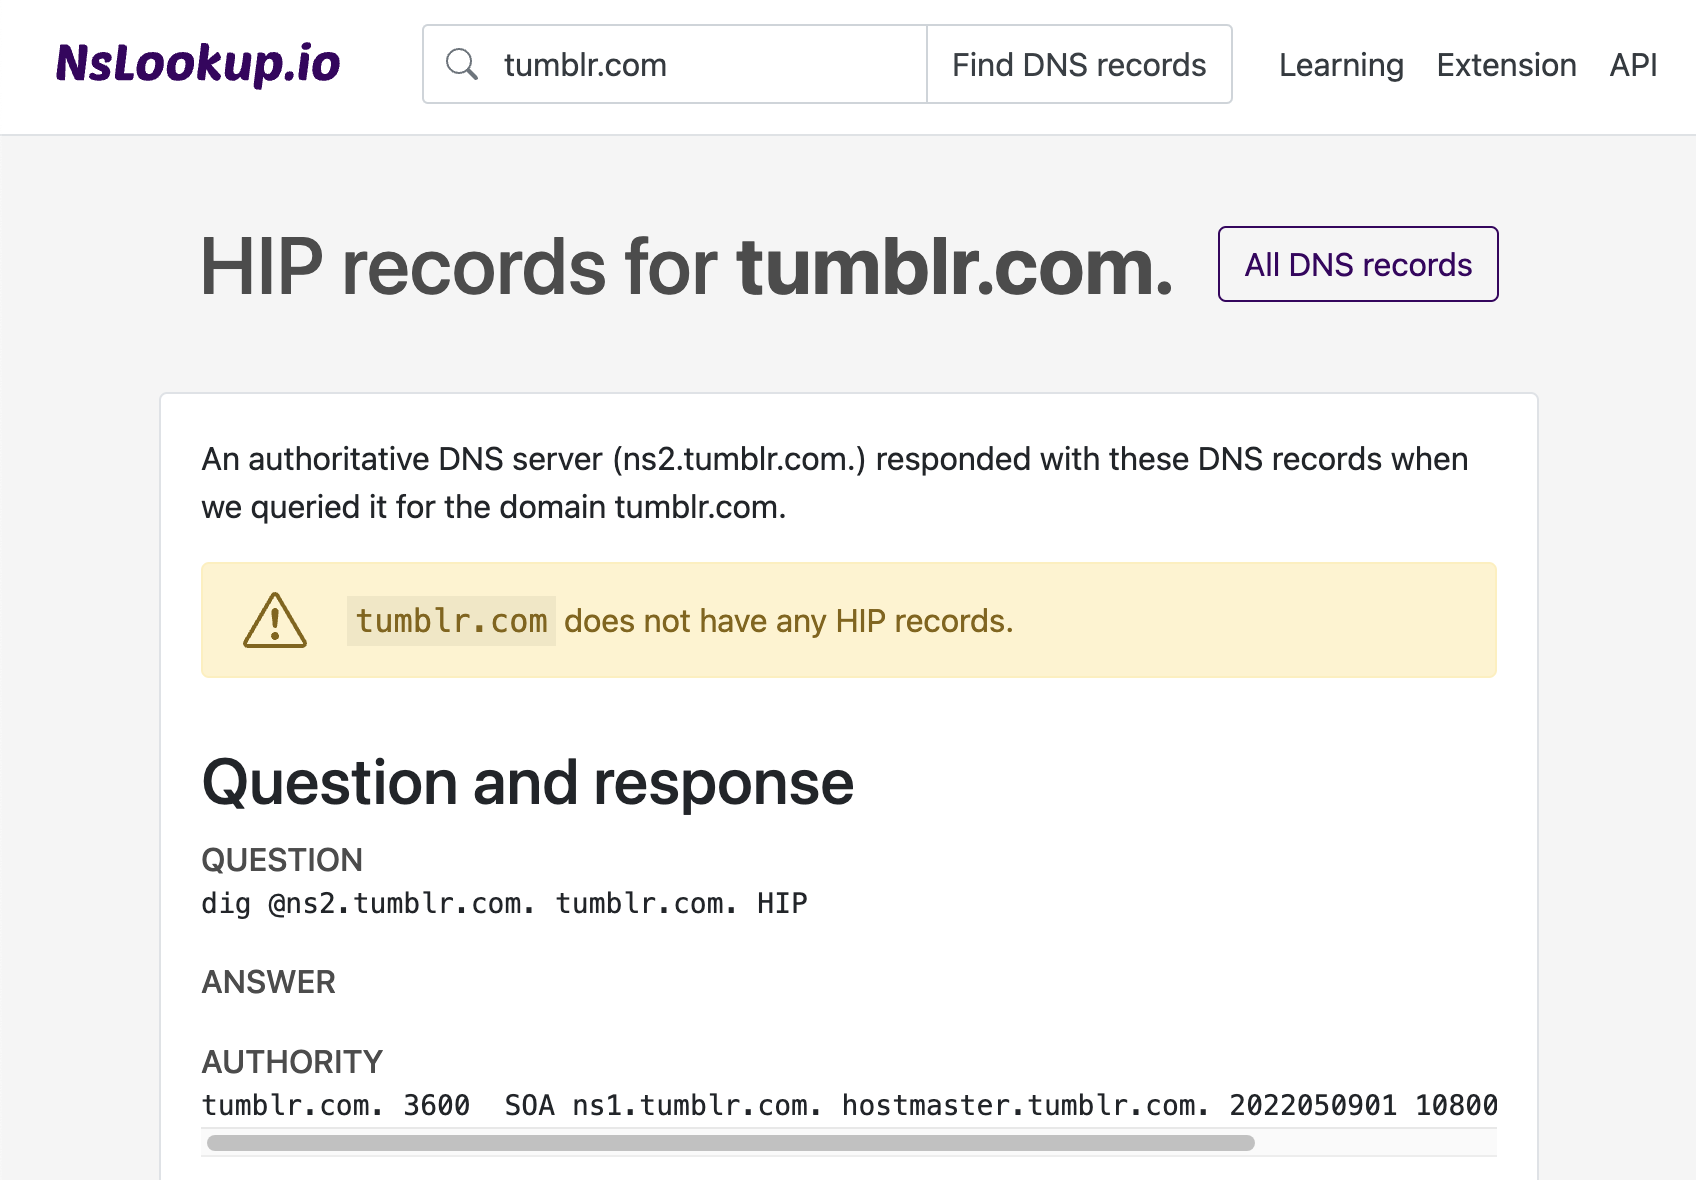 NsLookup.io
tumblr.com
Find DNS records
Learning
Extension
API
HIP records for tumblr.com.
All DNS records
An authoritative DNS server (ns2.tumblr.com.) responded with these DNS records when
we queried it for the domain tumblr.com.
tumblr.com does not have any HIP records.
Question and response
QUESTION
dig @ns2.tumblr.com. tumblr.com. HIP
ANSWER
AUTHORITY
tumblr.com. 3600  SOA ns1.tumblr.com. hostmaster.tumblr.com. 2022050901 10800